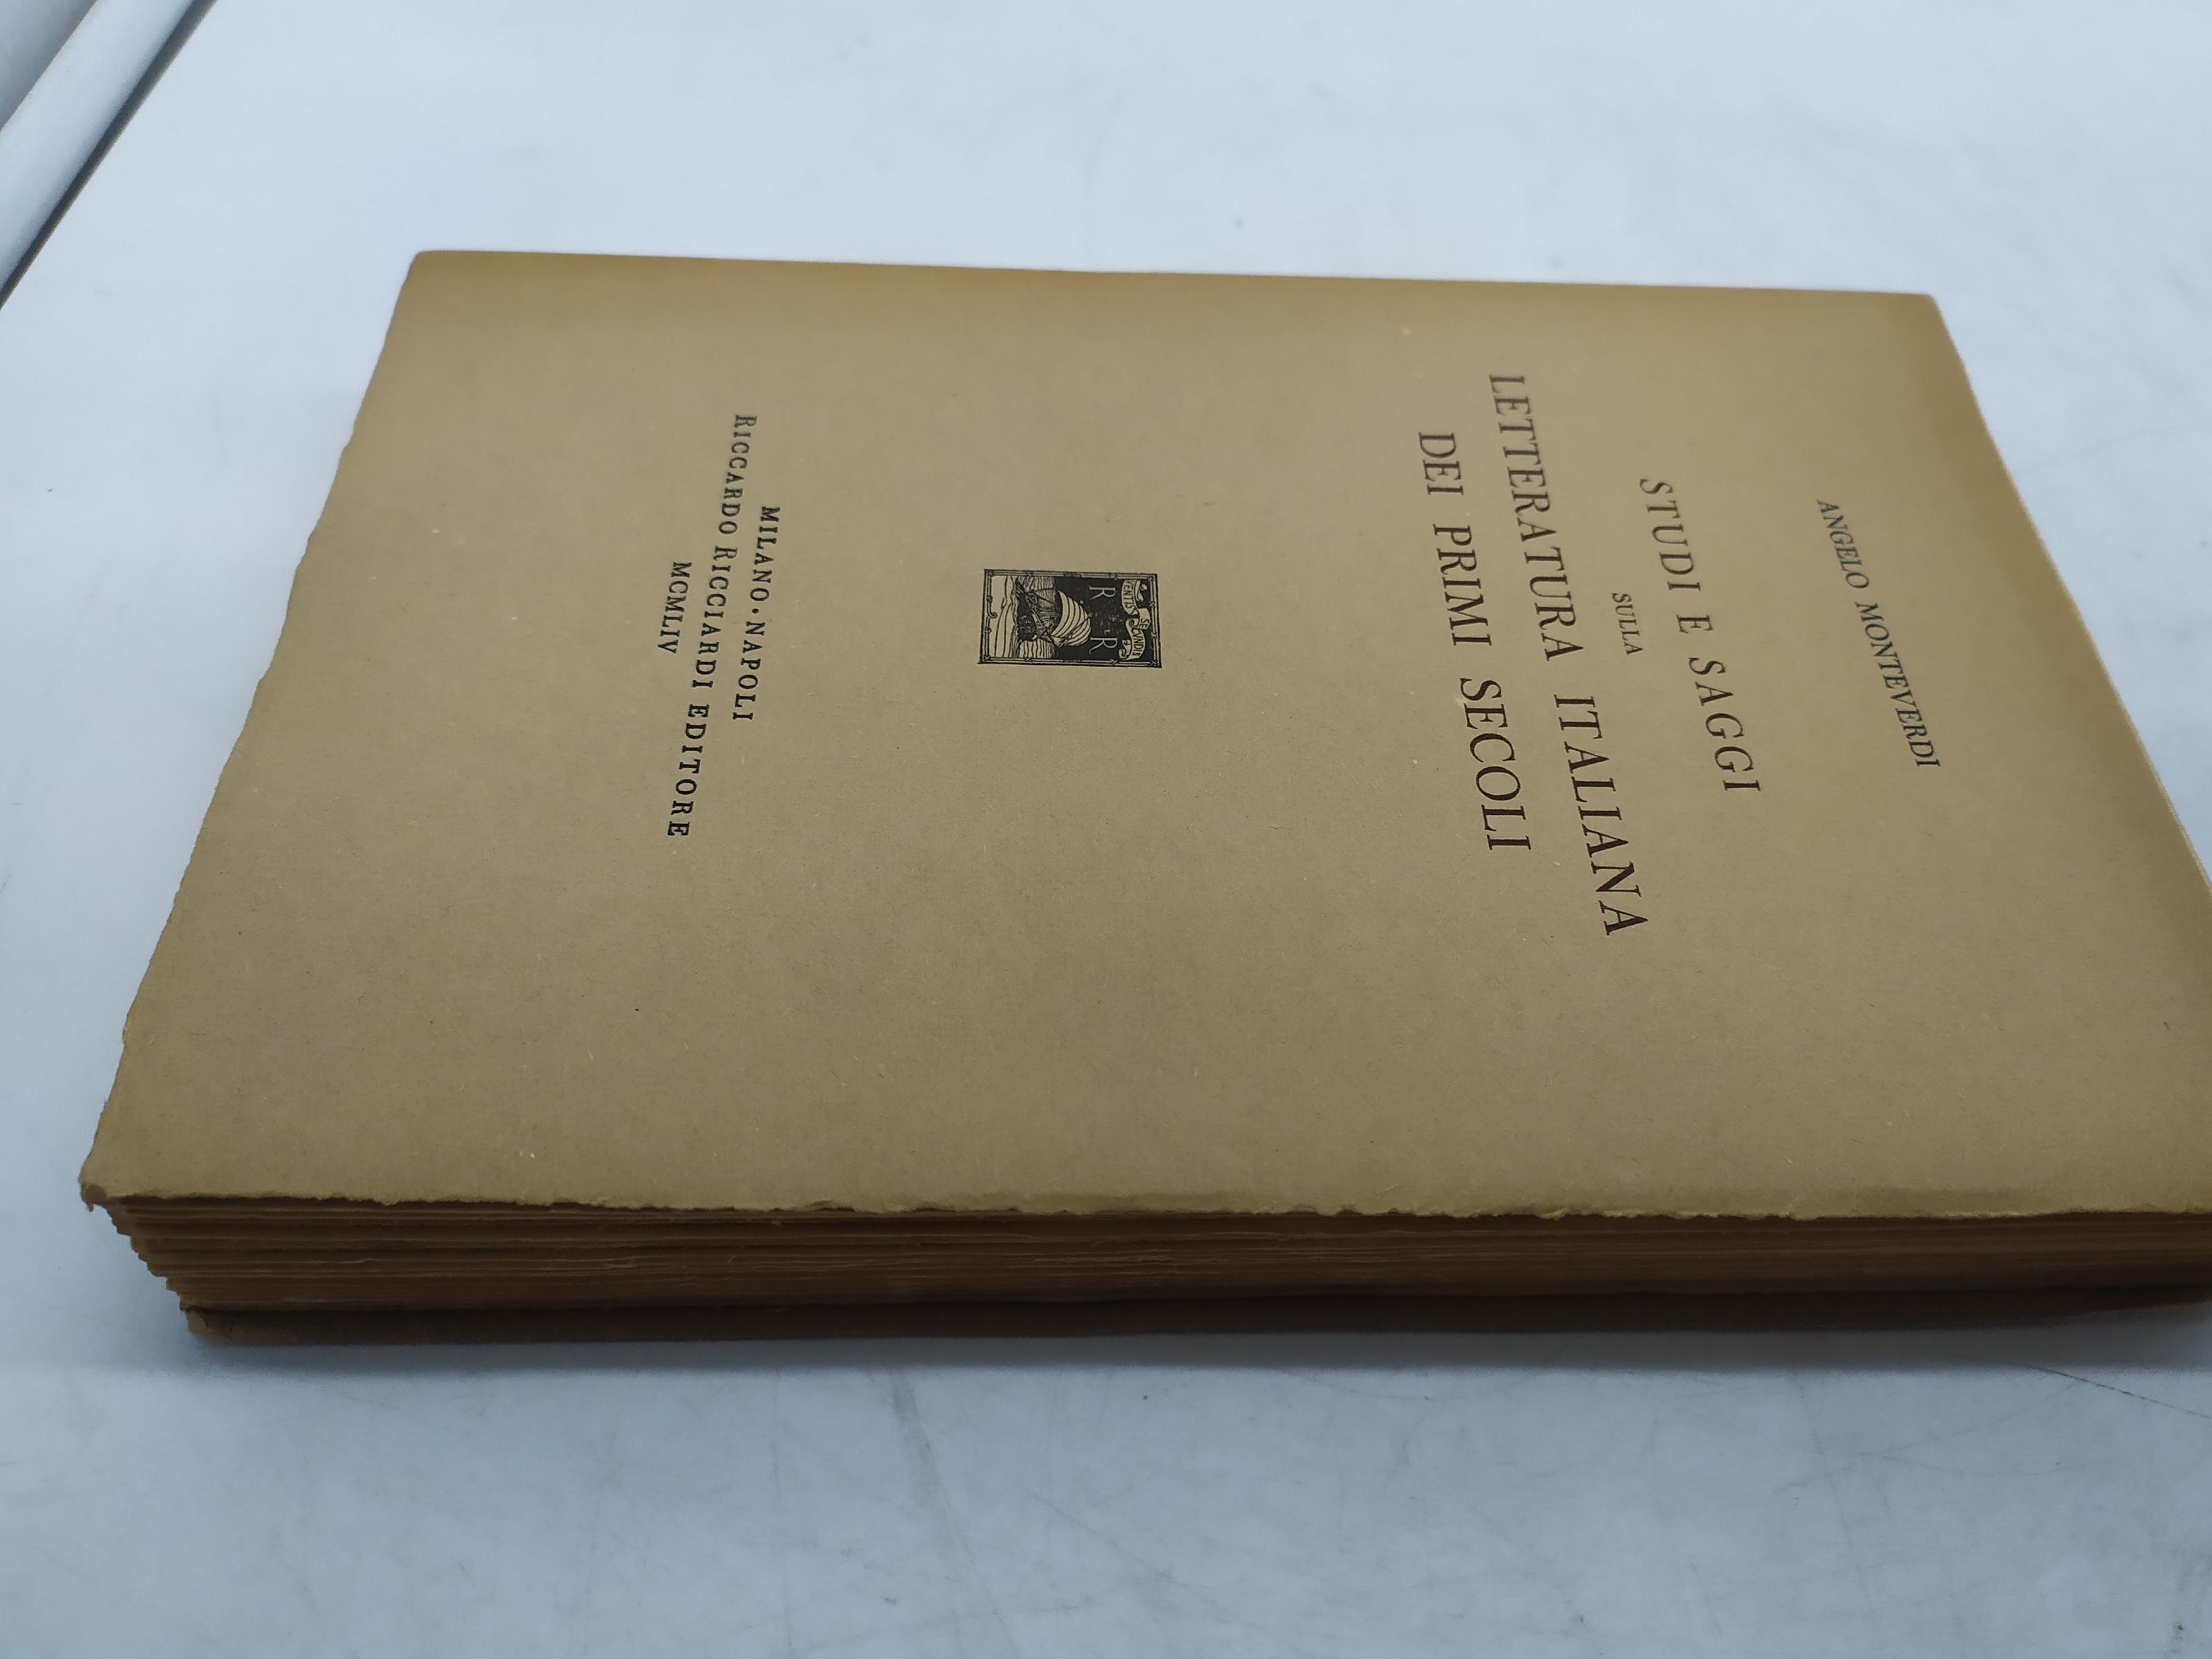 ANGELO MONTEVERDI
STUDI E SAGGI
SULLA
LETTERATURA ITALIANA
DEI PRIMI SECOLI
R R
MILANO · NAPOLI
RICCARDO RICCIARDI EDITORE
MCMLIV